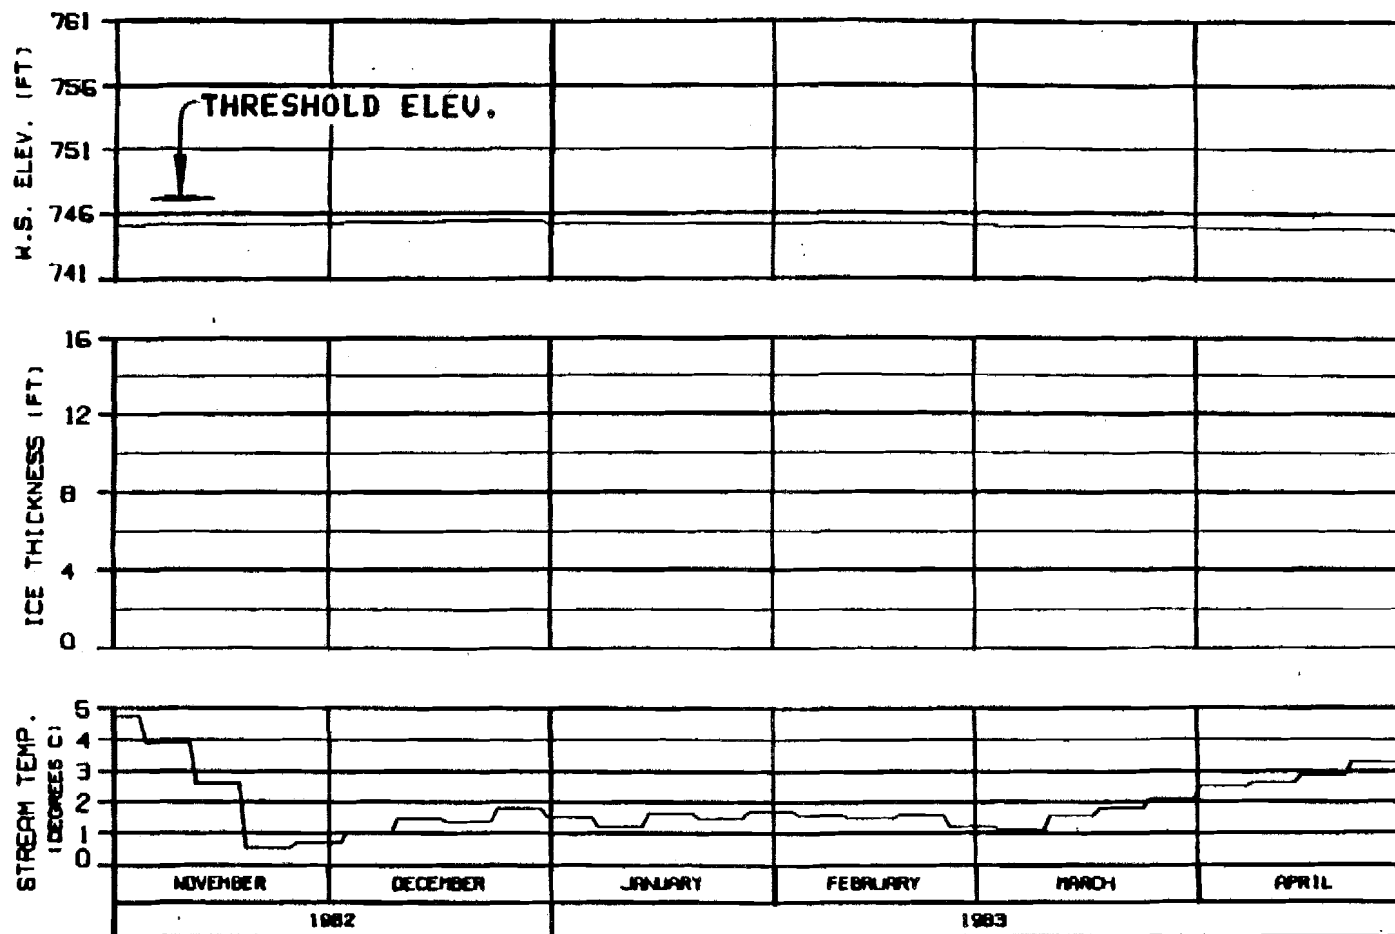 W.S. ELEV. (FT)
761
756
751
746
741
THRESHOLD ELEV.
ICE THICKNESS (FT)
16
12
8
4
0
STREAM TEMP.
(DEGREES C)
5
4
3
2
1
0
NOVEMBER DECEMBER JANUARY FEBRUARY MARCH APRIL
1982 1983